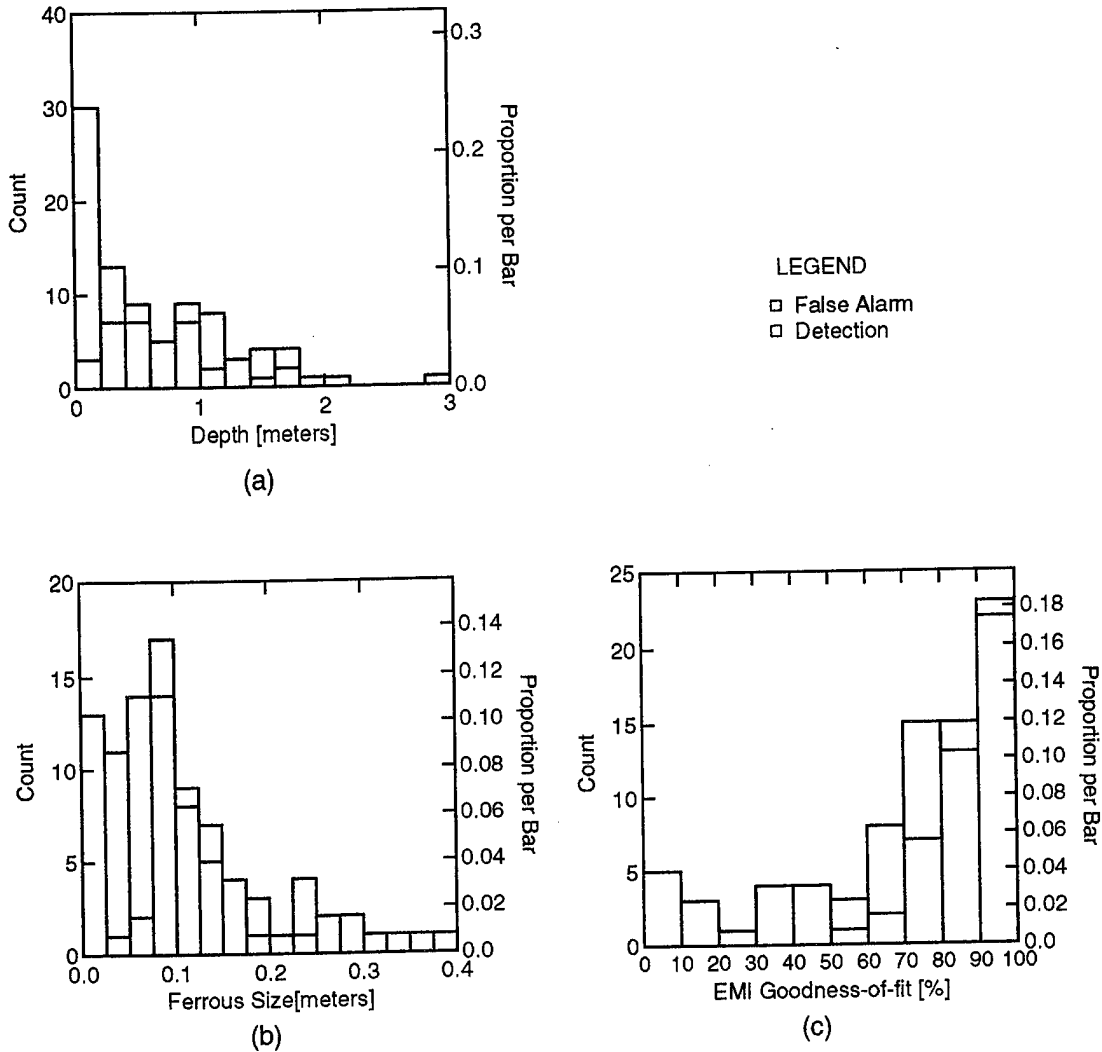 40
30
20
10
0
Count
0.3
0.2
0.1
0.0
Proportion per Bar
0 1 2 3
Depth [meters]
(a)
LEGEND
False Alarm
Detection
20
15
10
5
0
Count
0.14
0.12
0.10
0.08
0.06
0.04
0.02
0.0
Proportion per Bar
0.0 0.1 0.2 0.3 0.4
Ferrous Size[meters]
(b)
25
20
15
10
5
0
Count
0.18
0.16
0.14
0.12
0.10
0.08
0.06
0.04
0.02
0.0
Proportion per Bar
0 10 20 30 40 50 60 70 80 90 100
EMI Goodness-of-fit [%]
(c)